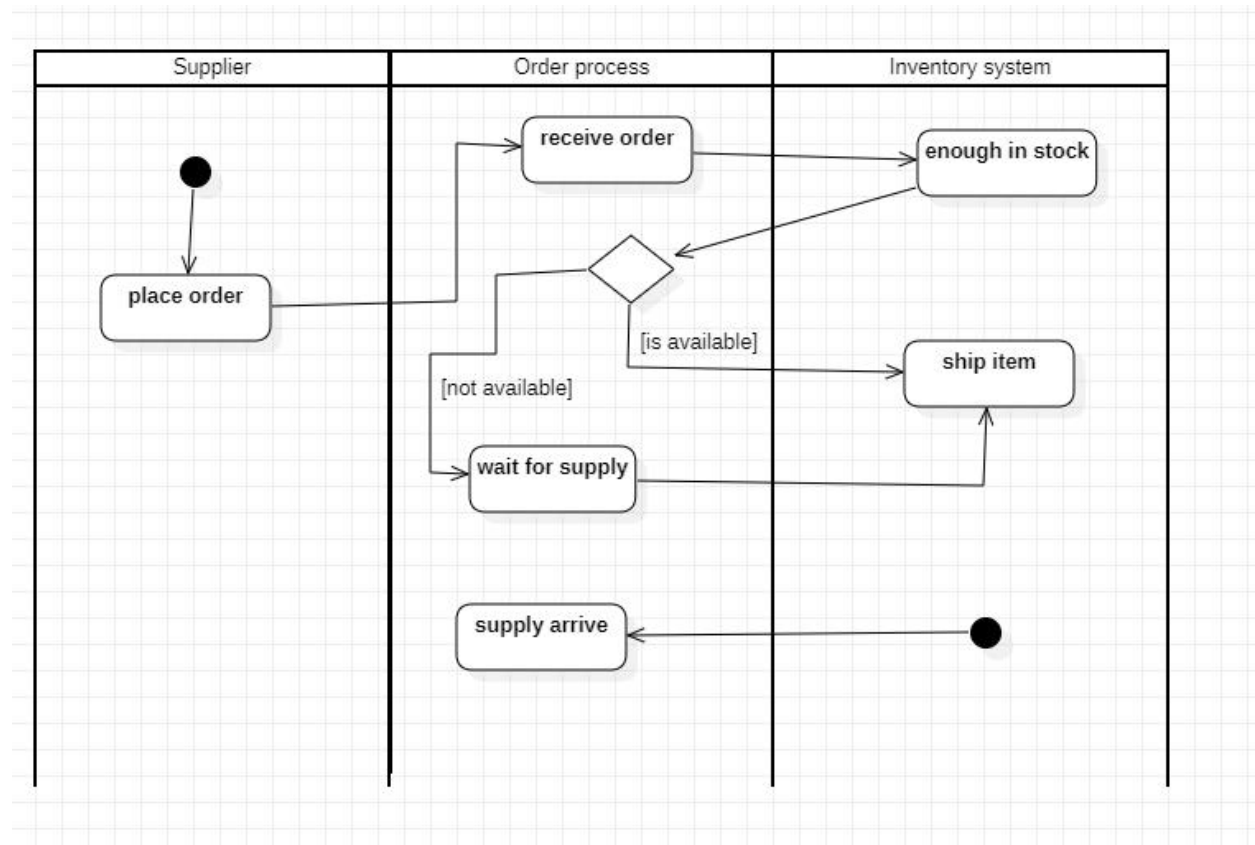 Supplier
Order process
Inventory system
receive order
enough in stock
place order
[is available]
ship item
[not available]
wait for supply
supply arrive